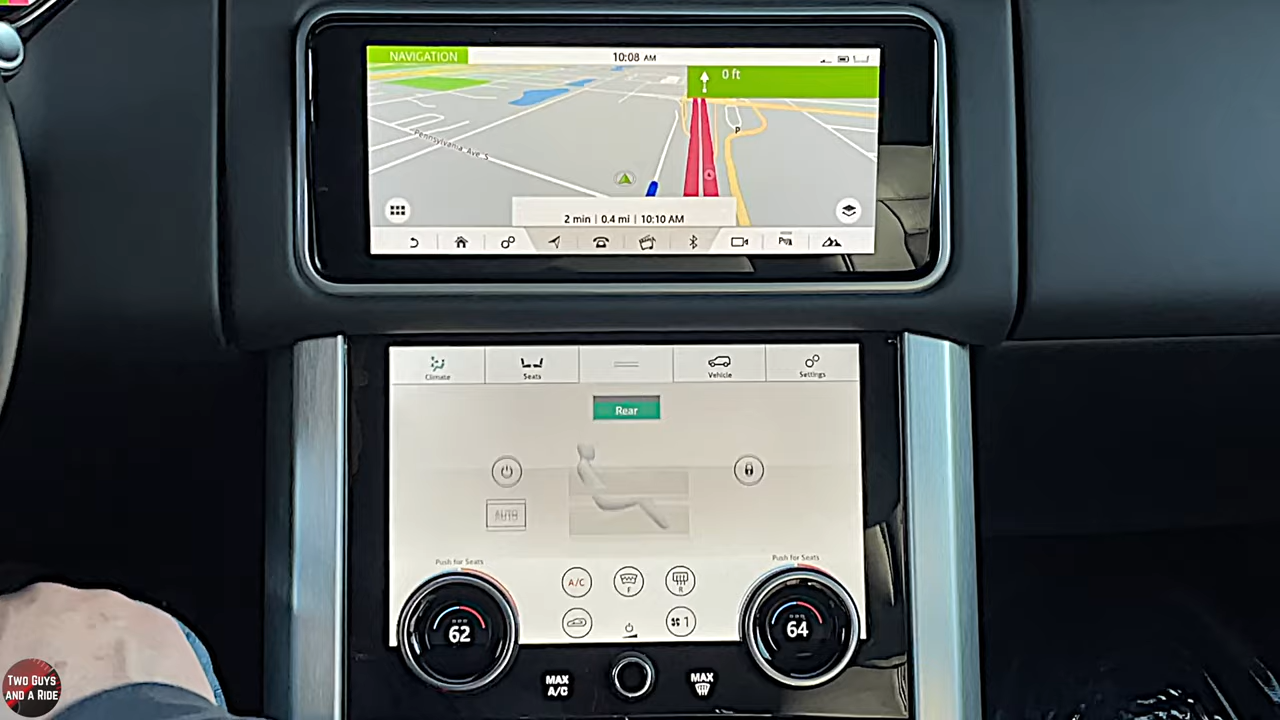 NAVIGATION
10:08 AM
0 ft
Pennsylvania Ave S
P
2 min | 0.4 mi | 10:10 AM
Climate
Seats
Vehicle
Settings
Rear
AUTO
Push for Seats
Push for Seats
A/C
F
R
62
1
64
MAX
A/C
MAX
TWO GUYS
AND A RIDE